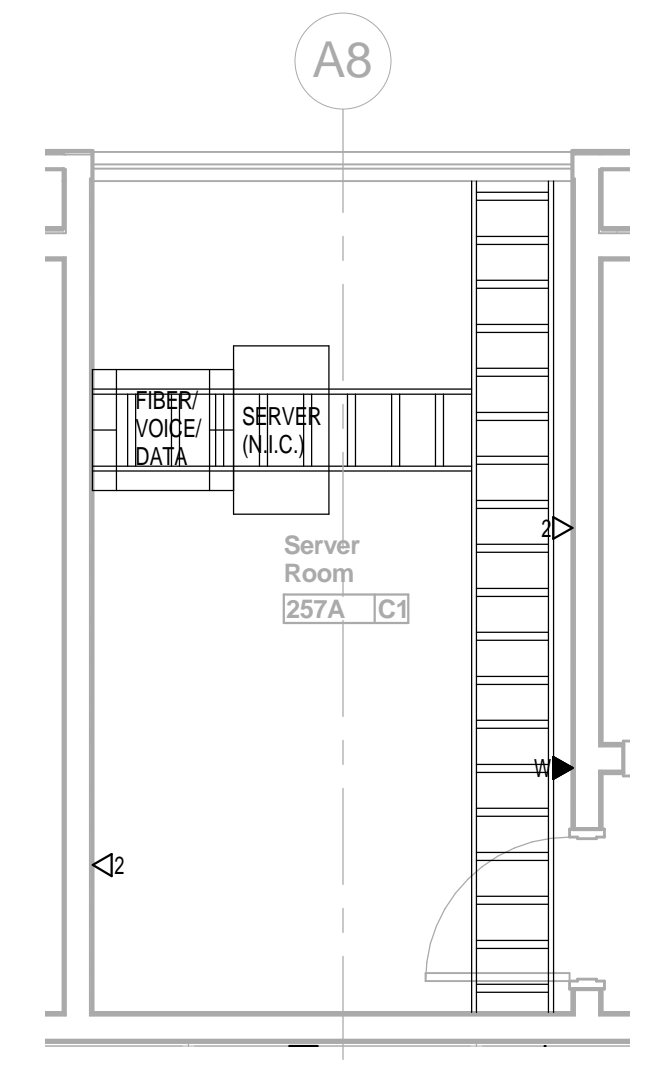 A8
FIBER/
VOICE/
DATA
SERVER
(N.I.C.)
2
Server
Room
257A C1
W
2